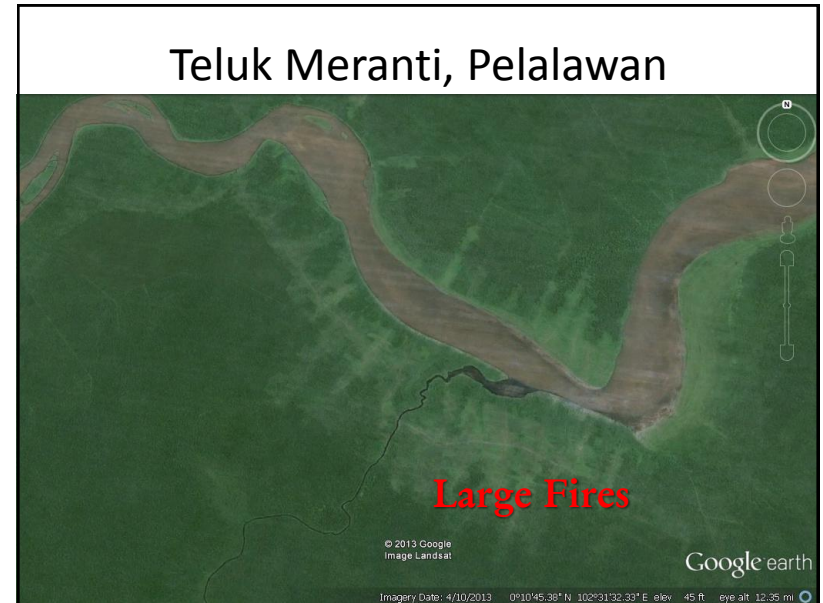 Teluk Meranti, Pelalawan
N
Large Fires
© 2013 Google
Image Landsat
Google earth
Imagery Date: 4/10/2013 0°10'45.38" N 102°31'32.33" E elev 45 ft eye alt 12.35 mi